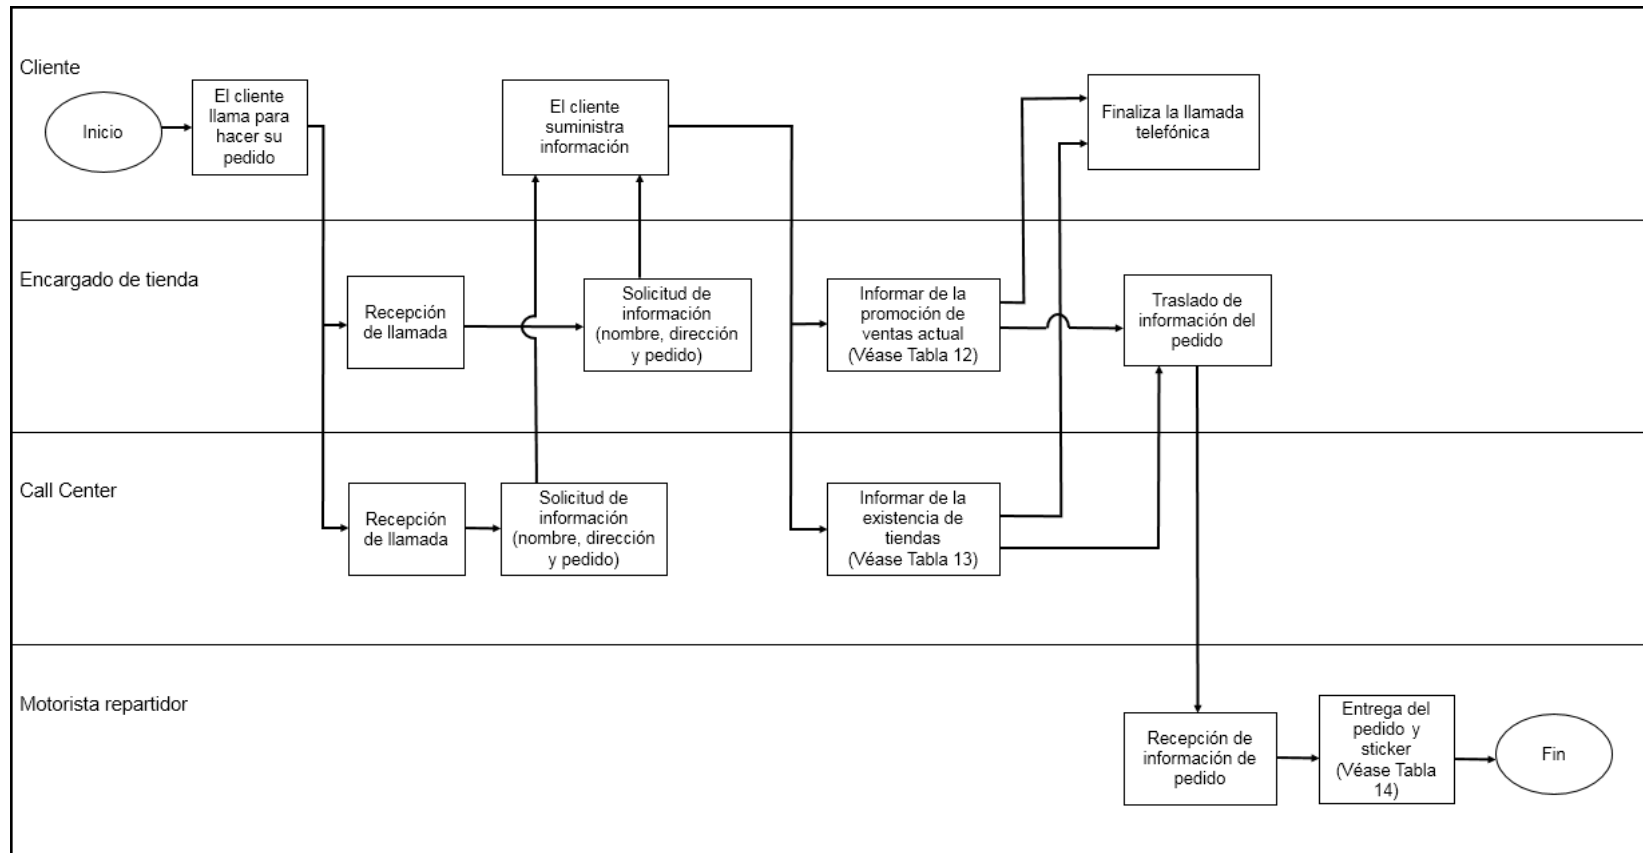 Cliente
Inicio
El cliente
llama para
hacer su
pedido
El cliente
suministra
información
Finaliza la llamada
telefónica
Encargado de tienda
Recepción
de llamada
Solicitud de
información
(nombre, dirección
y pedido)
Informar de la
promoción de
ventas actual
(Véase Tabla 12)
Traslado de
información del
pedido
Call Center
Recepción
de llamada
Solicitud de
información
(nombre, dirección
y pedido)
Informar de la
existencia de
tiendas
(Véase Tabla 13)
Motorista repartidor
Recepción de
información de
pedido
Entrega del
pedido y
sticker
(Véase Tabla
14)
Fin